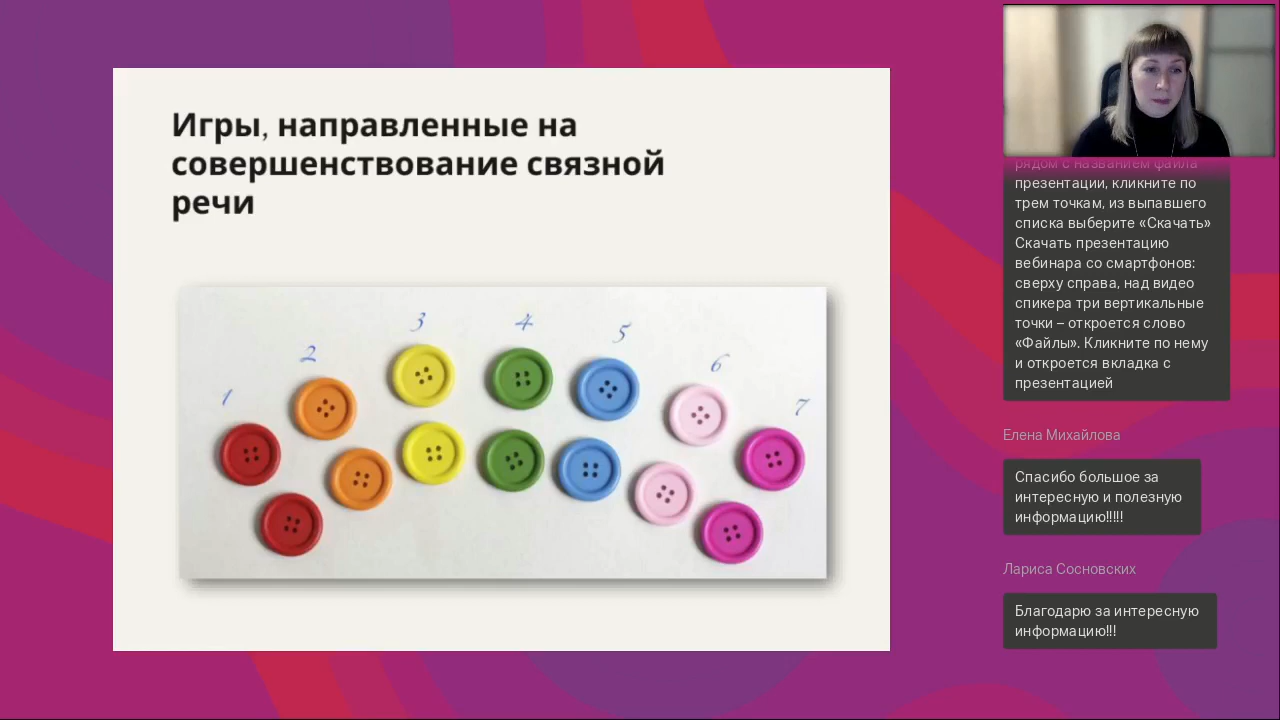 Игры, направленные на
совершенствование связной
речи
1
2
3
4
5
6
7
рядом с названием файла
презентации, кликните по
трем точкам, из выпавшего
списка выберите «Скачать»
Скачать презентацию
вебинара со смартфонов:
сверху справа, над видео
спикера три вертикальные
точки – откроется слово
«Файлы». Кликните по нему
и откроется вкладка с
презентацией
Елена Михайлова
Спасибо большое за
интересную и полезную
информацию!!!!!
Лариса Сосновских
Благодарю за интересную
информацию!!!